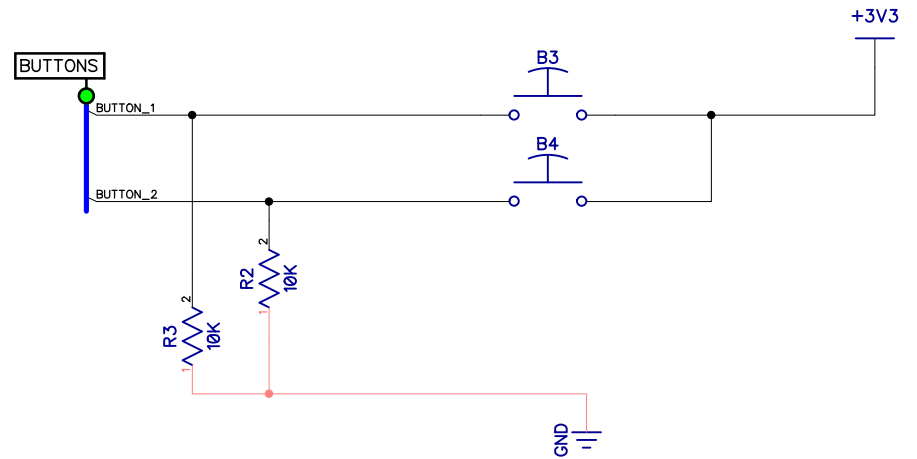 +3V3
BUTTONS
B3
BUTTON_1
B4
BUTTON_2
2
R2
10K
1
2
R3
10K
1
GND